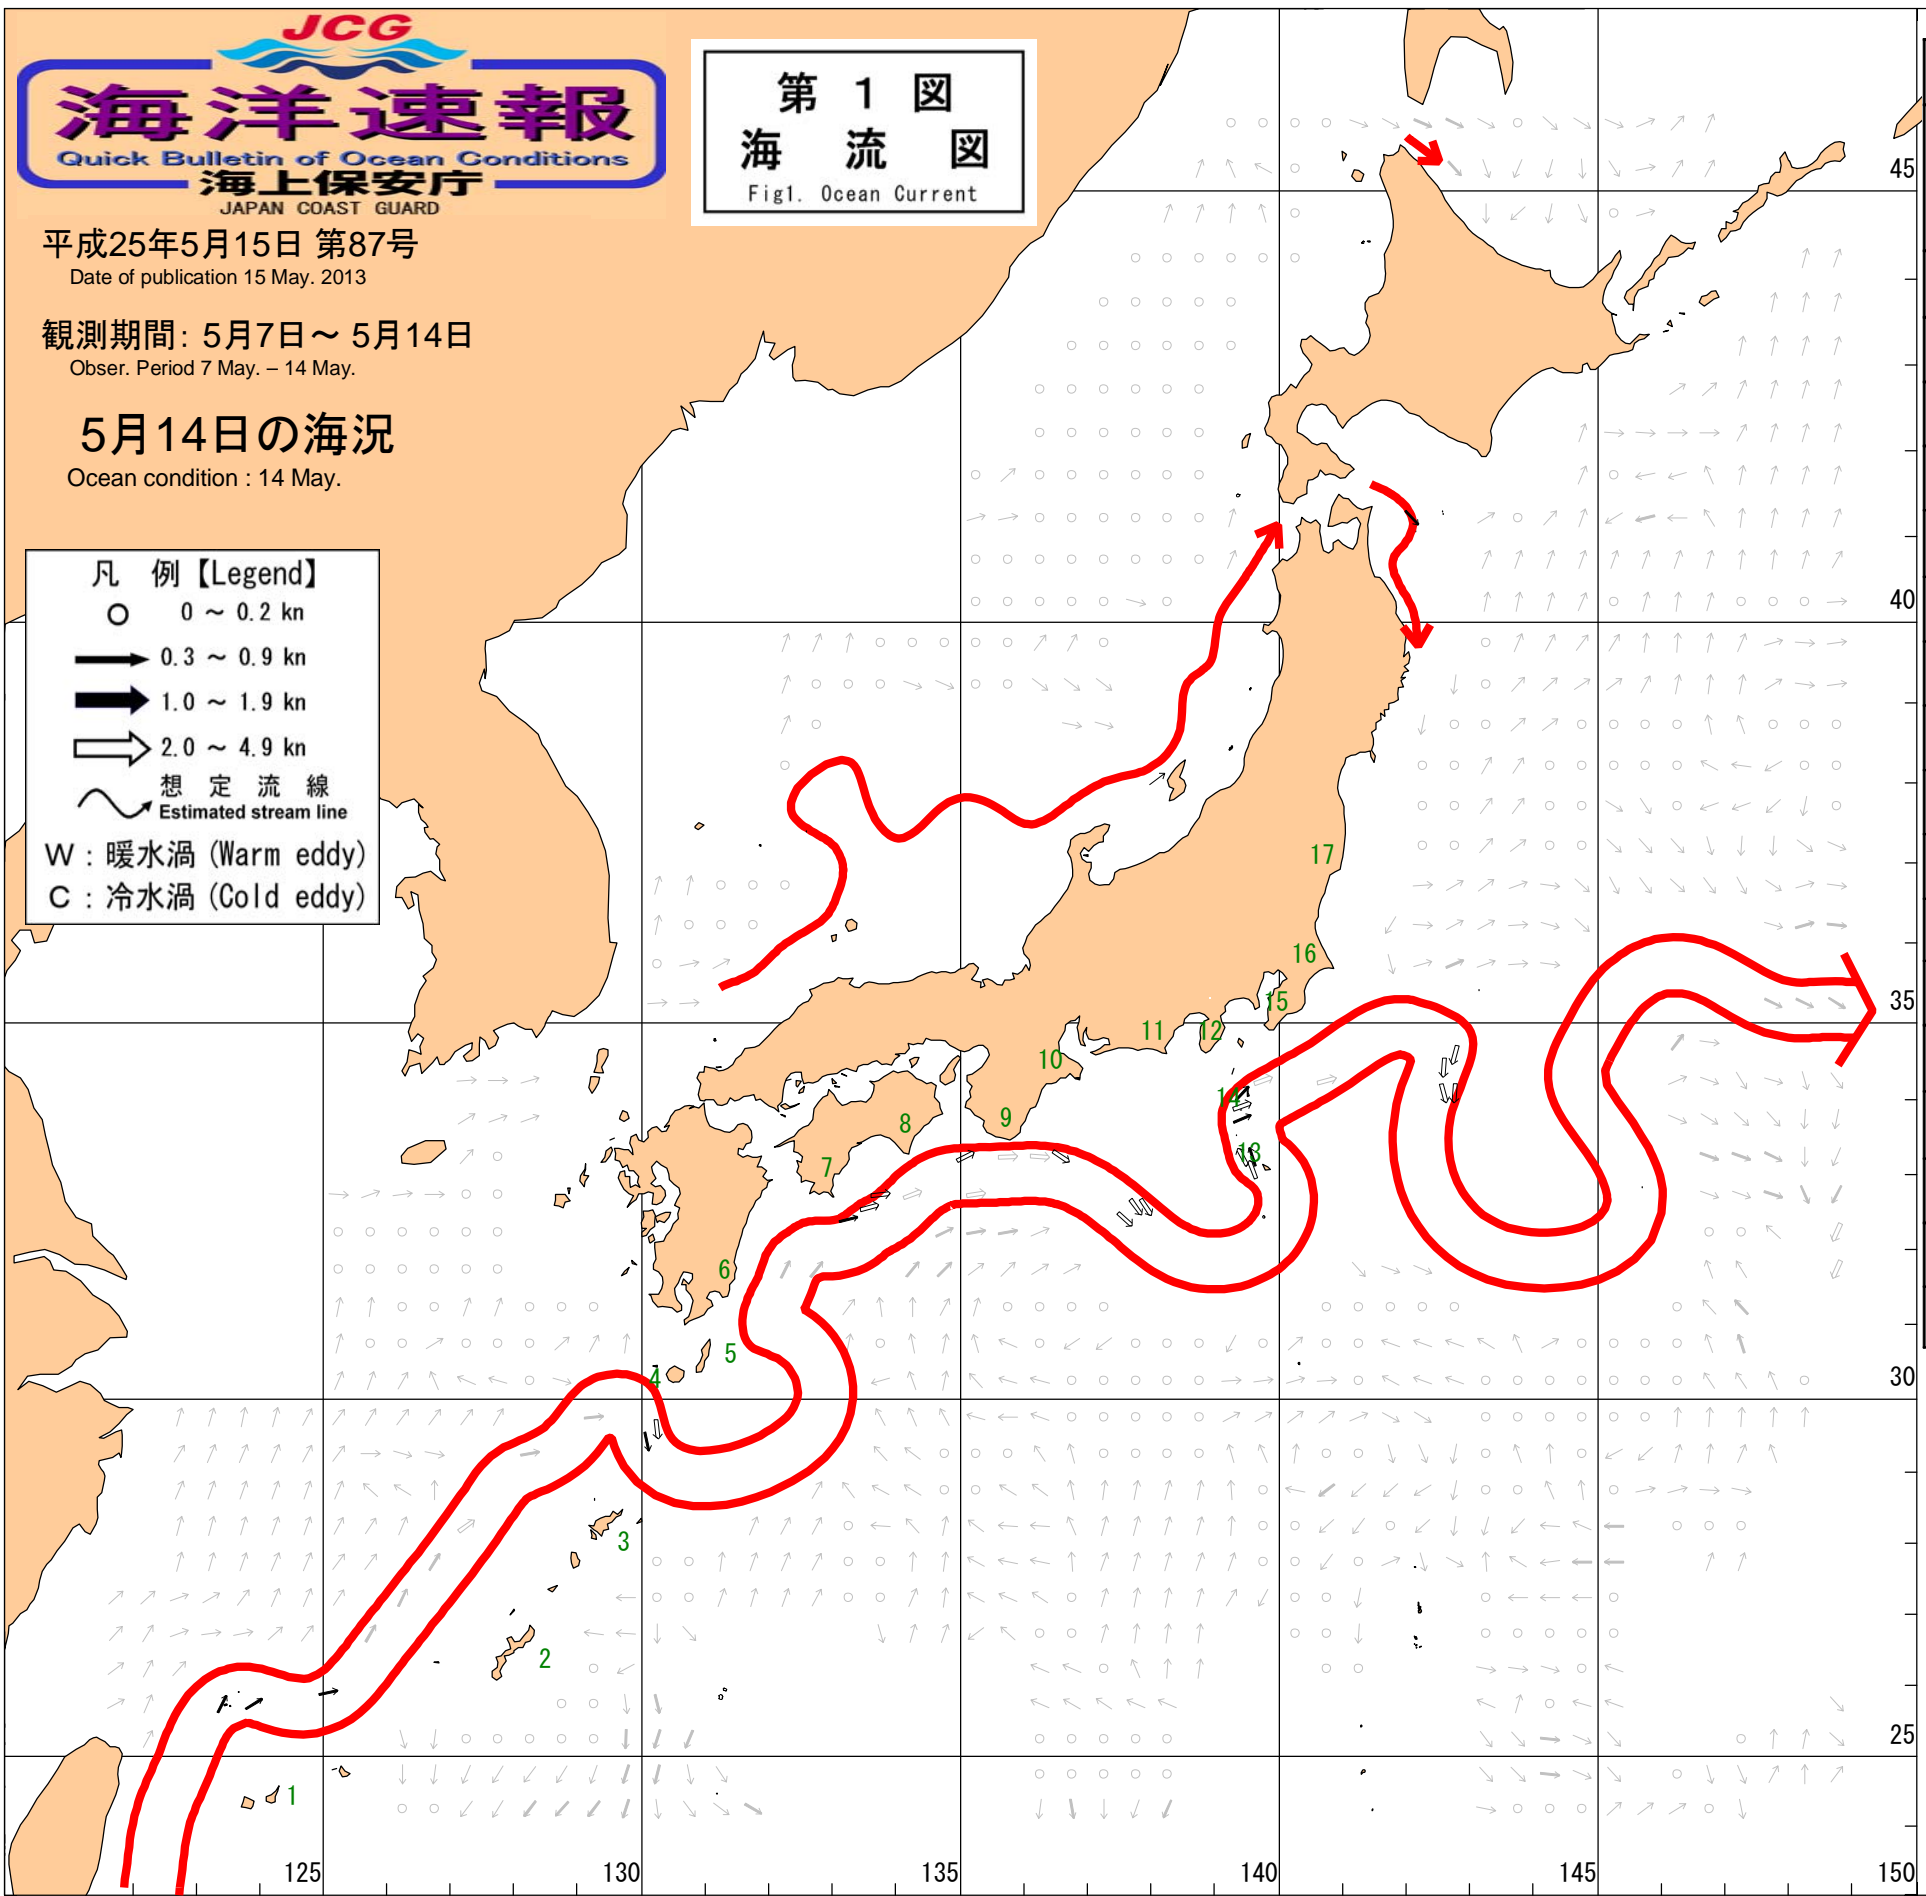 JCG
海洋速報
Quick Bulletin of Ocean Conditions
海上保安庁
JAPAN COAST GUARD
平成25年5月15日 第87号
Date of publication 15 May. 2013
観測期間: 5月7日～ 5月14日
Obser. Period 7 May. – 14 May.
5月14日の海況
Ocean condition : 14 May.
第 1 図
海 流 図
Fig1. Ocean Current
凡 例【Legend】
0 ～ 0.2 kn
0.3 ～ 0.9 kn
1.0 ～ 1.9 kn
2.0 ～ 4.9 kn
想 定 流 線
Estimated stream line
W : 暖水渦 (Warm eddy)
C : 冷水渦 (Cold eddy)
45
40
17
16
35
15
11
12
10
14
9
8
13
7
6
5
4
30
3
2
25
1
125
130
135
140
145
150